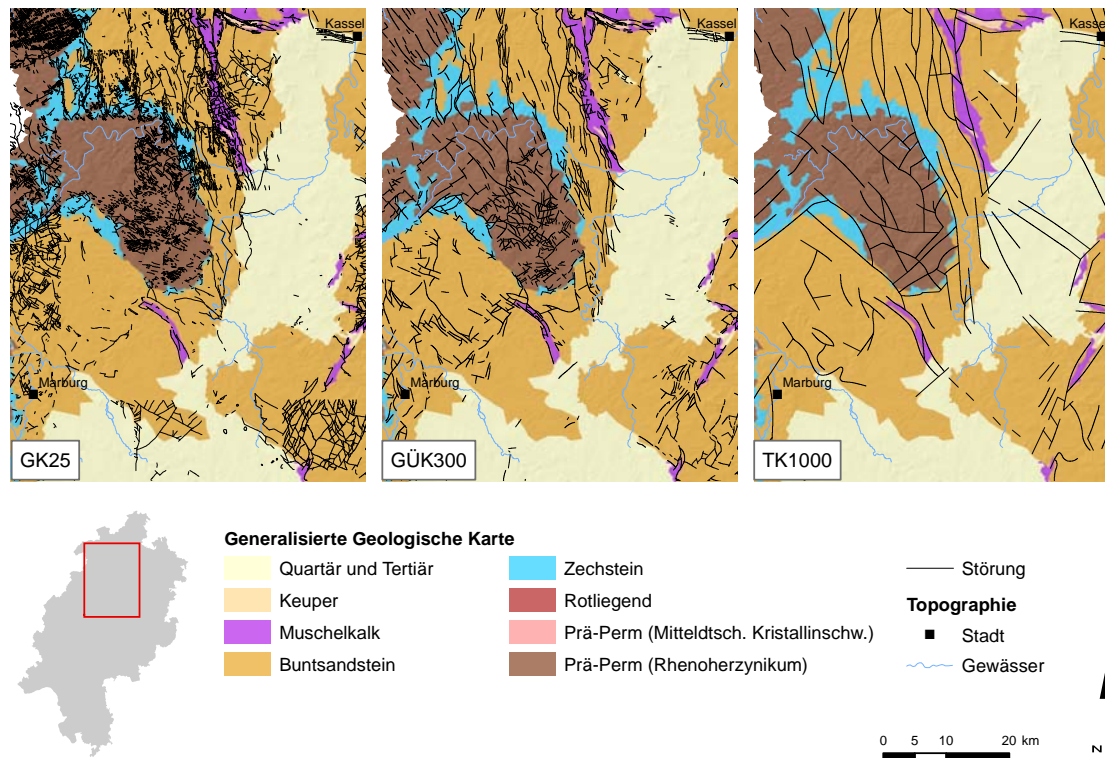 Kassel
Kassel
Kasse
Marburg
Marburg
Marburg
GK25
GÜK300
TK1000
Generalisierte Geologische Karte
Quartär und Tertiär
Keuper
Muschelkalk
Buntsandstein
Zechstein
Rotliegend
Prä-Perm (Mitteldtsch. Kristallinschw.)
Prä-Perm (Rhenoherzynikum)
Störung
Topographie
Stadt
Gewässer
0 5 10 20 km
N